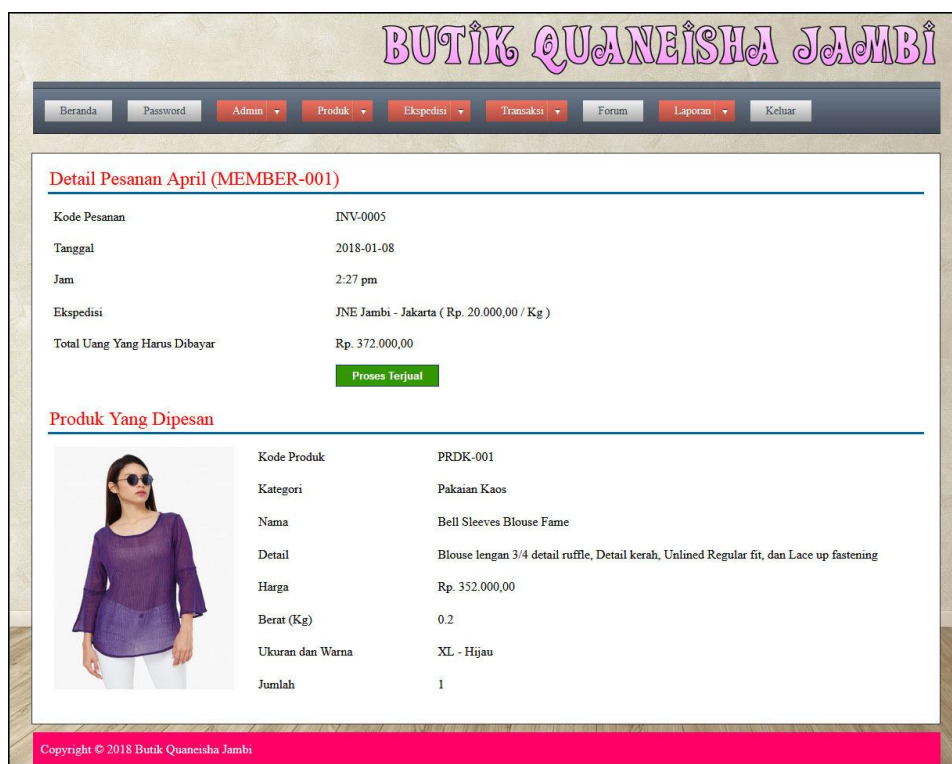 BUTiK QUANEiSHA JAMBi
Beranda Password Admin Produk Ekspedisi Transaksi Forum Laporan Keluar
Detail Pesanan April (MEMBER-001)
Kode Pesanan INV-0005
Tanggal 2018-01-08
Jam 2:27 pm
Ekspedisi JNE Jambi - Jakarta ( Rp. 20.000,00 / Kg )
Total Uang Yang Harus Dibayar Rp. 372.000,00
Proses Terjual
Produk Yang Dipesan
Kode Produk PRDK-001
Kategori Pakaian Kaos
Nama Bell Sleeves Blouse Fame
Detail Blouse lengan 3/4 detail ruffle, Detail kerah, Unlined Regular fit, dan Lace up fastening
Harga Rp. 352.000,00
Berat (Kg) 0.2
Ukuran dan Warna XL - Hijau
Jumlah 1
Copyright © 2018 Butik Quaneisha Jambi